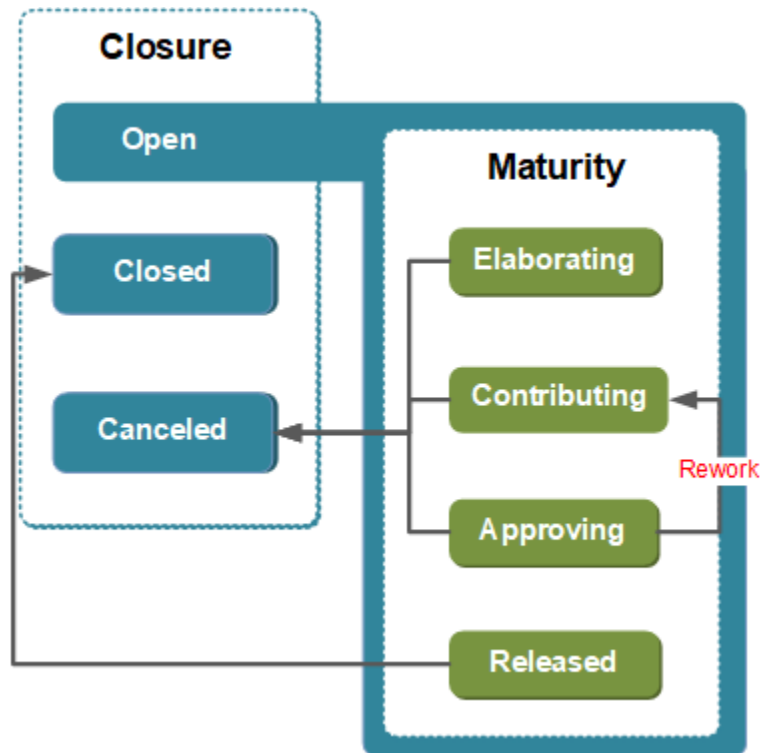 Closure
Open
Closed
Canceled
Maturity
Elaborating
Contributing
Rework
Approving
Released